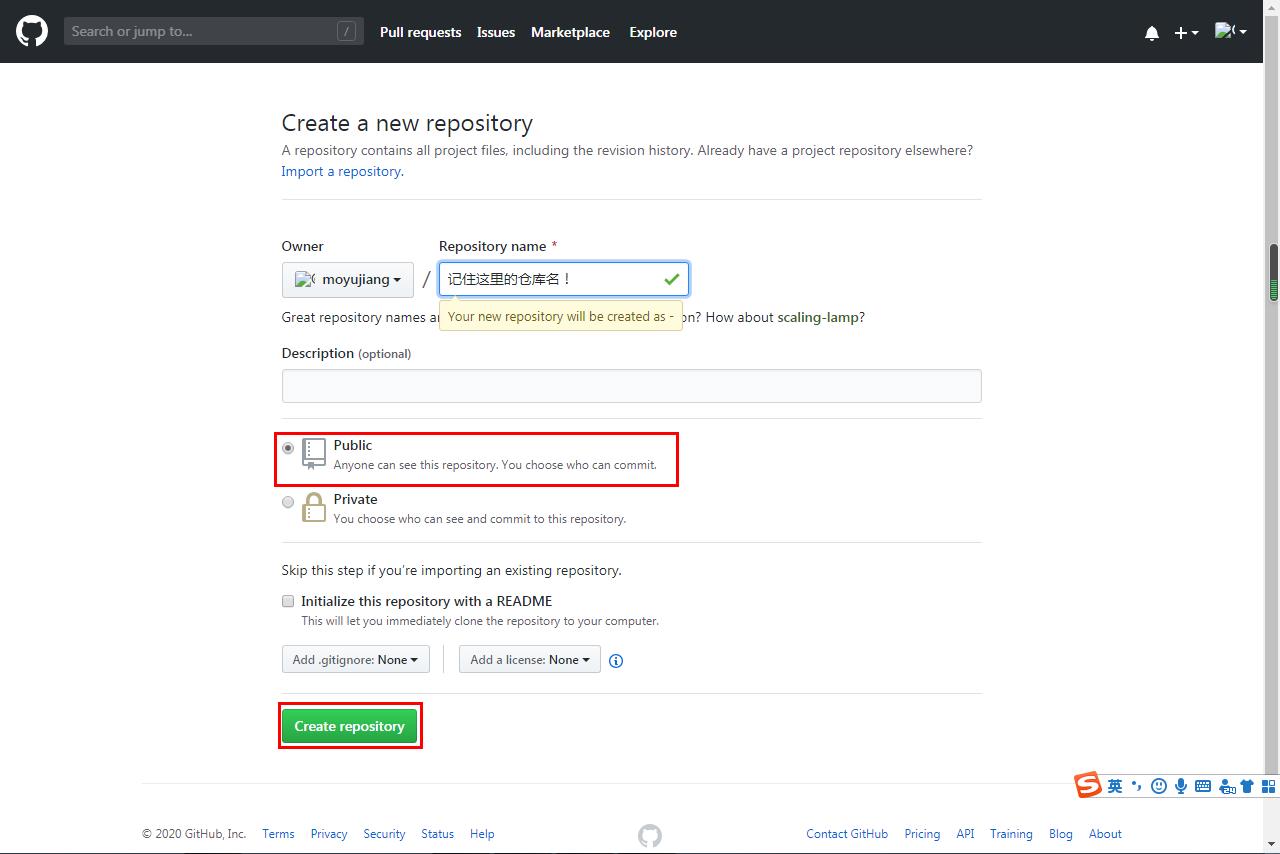 Search or jump to... /
Pull requests Issues Marketplace Explore
Create a new repository
A repository contains all project files, including the revision history. Already have a project repository elsewhere?
Import a repository.
Owner Repository name *
moyujiang / 记住这里的仓库名！
Great repository names a
Your new repository will be created as -
on? How about scaling-lamp?
Description (optional)
Public
Anyone can see this repository. You choose who can commit.
Private
You choose who can see and commit to this repository.
Skip this step if you’re importing an existing repository.
Initialize this repository with a README
This will let you immediately clone the repository to your computer.
Add .gitignore: None Add a license: None
Create repository
英
© 2020 GitHub, Inc. Terms Privacy Security Status Help Contact GitHub Pricing API Training Blog About